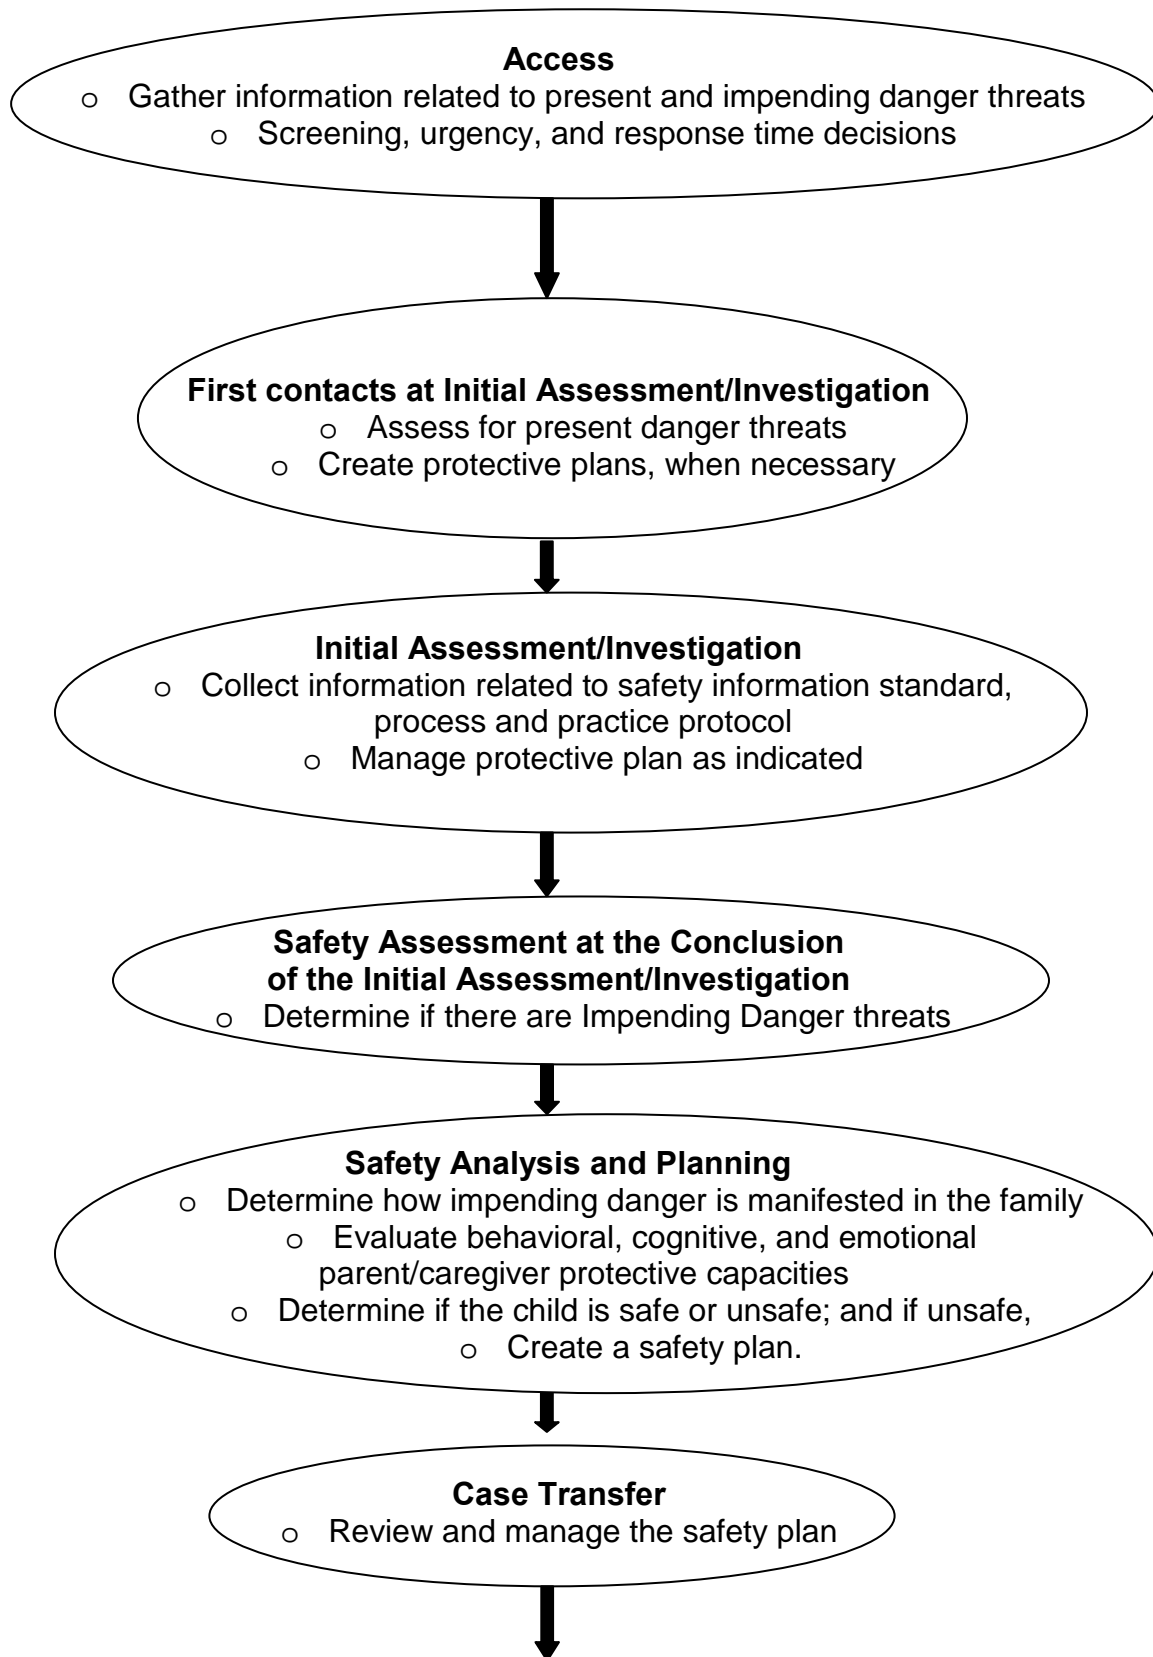 Access
o Gather information related to present and impending danger threats
o Screening, urgency, and response time decisions
First contacts at Initial Assessment/Investigation
o Assess for present danger threats
o Create protective plans, when necessary
Initial Assessment/Investigation
o Collect information related to safety information standard,
process and practice protocol
o Manage protective plan as indicated
Safety Assessment at the Conclusion
of the Initial Assessment/Investigation
o Determine if there are Impending Danger threats
Safety Analysis and Planning
o Determine how impending danger is manifested in the family
o Evaluate behavioral, cognitive, and emotional
parent/caregiver protective capacities
o Determine if the child is safe or unsafe; and if unsafe,
o Create a safety plan.
Case Transfer
o Review and manage the safety plan